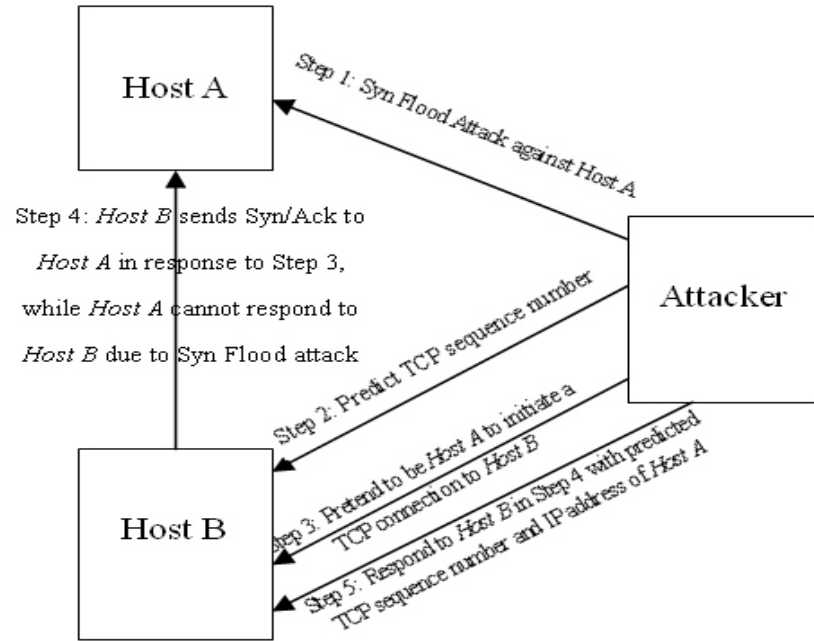 Host A
Step 1: Syn Flood Attack against Host A
Step 4: Host B sends Syn/Ack to
Host A in response to Step 3,
while Host A cannot respond to
Host B due to Syn Flood attack
Attacker
Step 2: Predict TCP sequence number
Step 3: Pretend to be Host A to initiate a
TCP connection to Host B
Step 5: Respond to Host B in Step 4 with predicted
TCP sequence number and IP address of Host A
Host B